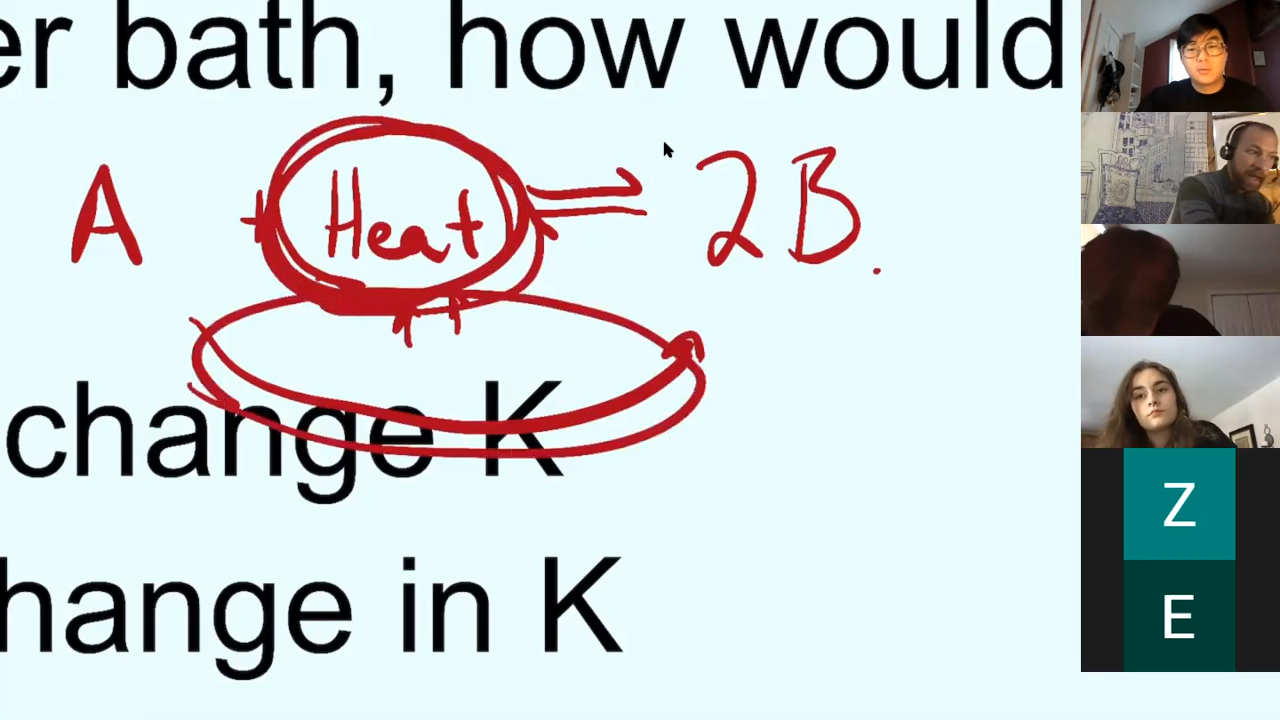 er bath, how would
A + Heat ⇌ 2B.
change K
hange in K
Z
E